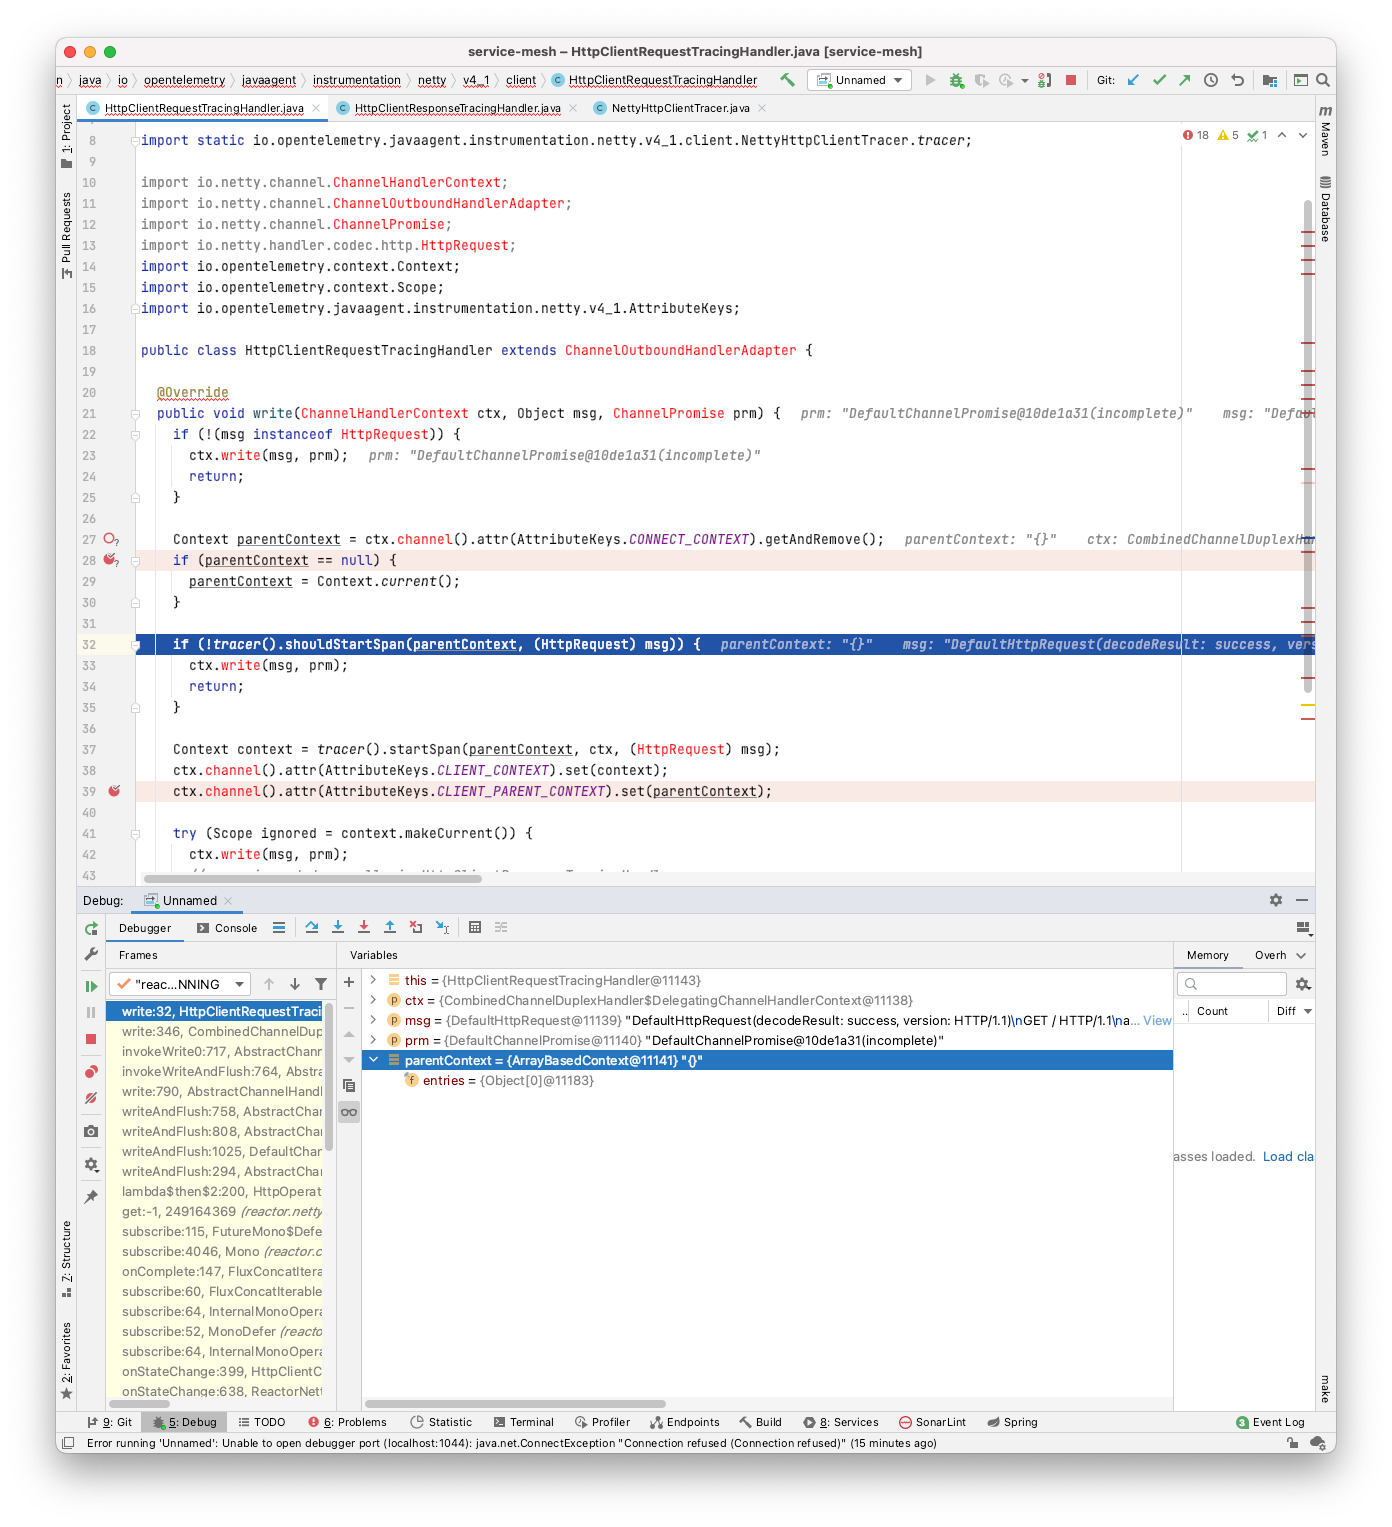 service-mesh – HttpClientRequestTracingHandler.java [service-mesh]
n java io opentelemetry javaagent instrumentation netty v4_1 client HttpClientRequestTracingHandler Unnamed Git:
HttpClientRequestTracingHandler.java HttpClientResponseTracingHandler.java NettyHttpClientTracer.java
1: Project
Pull Requests
Maven
Database
18 5 1
8 import static io.opentelemetry.javaagent.instrumentation.netty.v4_1.client.NettyHttpClientTracer.tracer;
9
10 import io.netty.channel.ChannelHandlerContext;
11 import io.netty.channel.ChannelOutboundHandlerAdapter;
12 import io.netty.channel.ChannelPromise;
13 import io.netty.handler.codec.http.HttpRequest;
14 import io.opentelemetry.context.Context;
15 import io.opentelemetry.context.Scope;
16 import io.opentelemetry.javaagent.instrumentation.netty.v4_1.AttributeKeys;
17
18 public class HttpClientRequestTracingHandler extends ChannelOutboundHandlerAdapter {
19
20 @Override
21 public void write(ChannelHandlerContext ctx, Object msg, ChannelPromise prm) { prm: "DefaultChannelPromise@10de1a31(incomplete)" msg: "Defau
22 if (!(msg instanceof HttpRequest)) {
23 ctx.write(msg, prm); prm: "DefaultChannelPromise@10de1a31(incomplete)"
24 return;
25 }
26
27 Context parentContext = ctx.channel().attr(AttributeKeys.CONNECT_CONTEXT).getAndRemove(); parentContext: "{}" ctx: CombinedChannelDuplexHan
28 if (parentContext == null) {
29 parentContext = Context.current();
30 }
31
32 if (!tracer().shouldStartSpan(parentContext, (HttpRequest) msg)) { parentContext: "{}" msg: "DefaultHttpRequest(decodeResult: success, vers
33 ctx.write(msg, prm);
34 return;
35 }
36
37 Context context = tracer().startSpan(parentContext, ctx, (HttpRequest) msg);
38 ctx.channel().attr(AttributeKeys.CLIENT_CONTEXT).set(context);
39 ctx.channel().attr(AttributeKeys.CLIENT_PARENT_CONTEXT).set(parentContext);
40
41 try (Scope ignored = context.makeCurrent()) {
42 ctx.write(msg, prm);
43
Debug: Unnamed
Debugger Console
Frames Variables Memory Overh
"reac...NNING
Count Diff
write:32, HttpClientRequestTraci
write:346, CombinedChannelDup
invokeWrite0:717, AbstractChann
invokeWriteAndFlush:764, Abstra
write:790, AbstractChannelHandl
writeAndFlush:758, AbstractChar
writeAndFlush:808, AbstractChar
writeAndFlush:1025, DefaultChar
writeAndFlush:294, AbstractChar
lambda$then$2:200, HttpOperat
get:-1, 249164369 (reactor.netty
subscribe:115, FutureMono$Defe
subscribe:4046, Mono (reactor.c
onComplete:147, FluxConcatItera
subscribe:60, FluxConcatIterable
subscribe:64, InternalMonoOpera
subscribe:52, MonoDefer (reacto
subscribe:64, InternalMonoOpera
onStateChange:399, HttpClientC
onStateChange:638, ReactorNett
this = {HttpClientRequestTracingHandler@11143}
ctx = {CombinedChannelDuplexHandler$DelegatingChannelHandlerContext@11138}
msg = {DefaultHttpRequest@11139} "DefaultHttpRequest(decodeResult: success, version: HTTP/1.1)\nGET / HTTP/1.1\na... View
prm = {DefaultChannelPromise@11140} "DefaultChannelPromise@10de1a31(incomplete)"
parentContext = {ArrayBasedContext@11141} "{}"
entries = {Object[0]@11183}
asses loaded. Load cla
7: Structure
2: Favorites
make
9: Git 5: Debug TODO 6: Problems Statistic Terminal Profiler Endpoints Build 8: Services SonarLint Spring 3 Event Log
Error running 'Unnamed': Unable to open debugger port (localhost:1044): java.net.ConnectException "Connection refused (Connection refused)" (15 minutes ago)